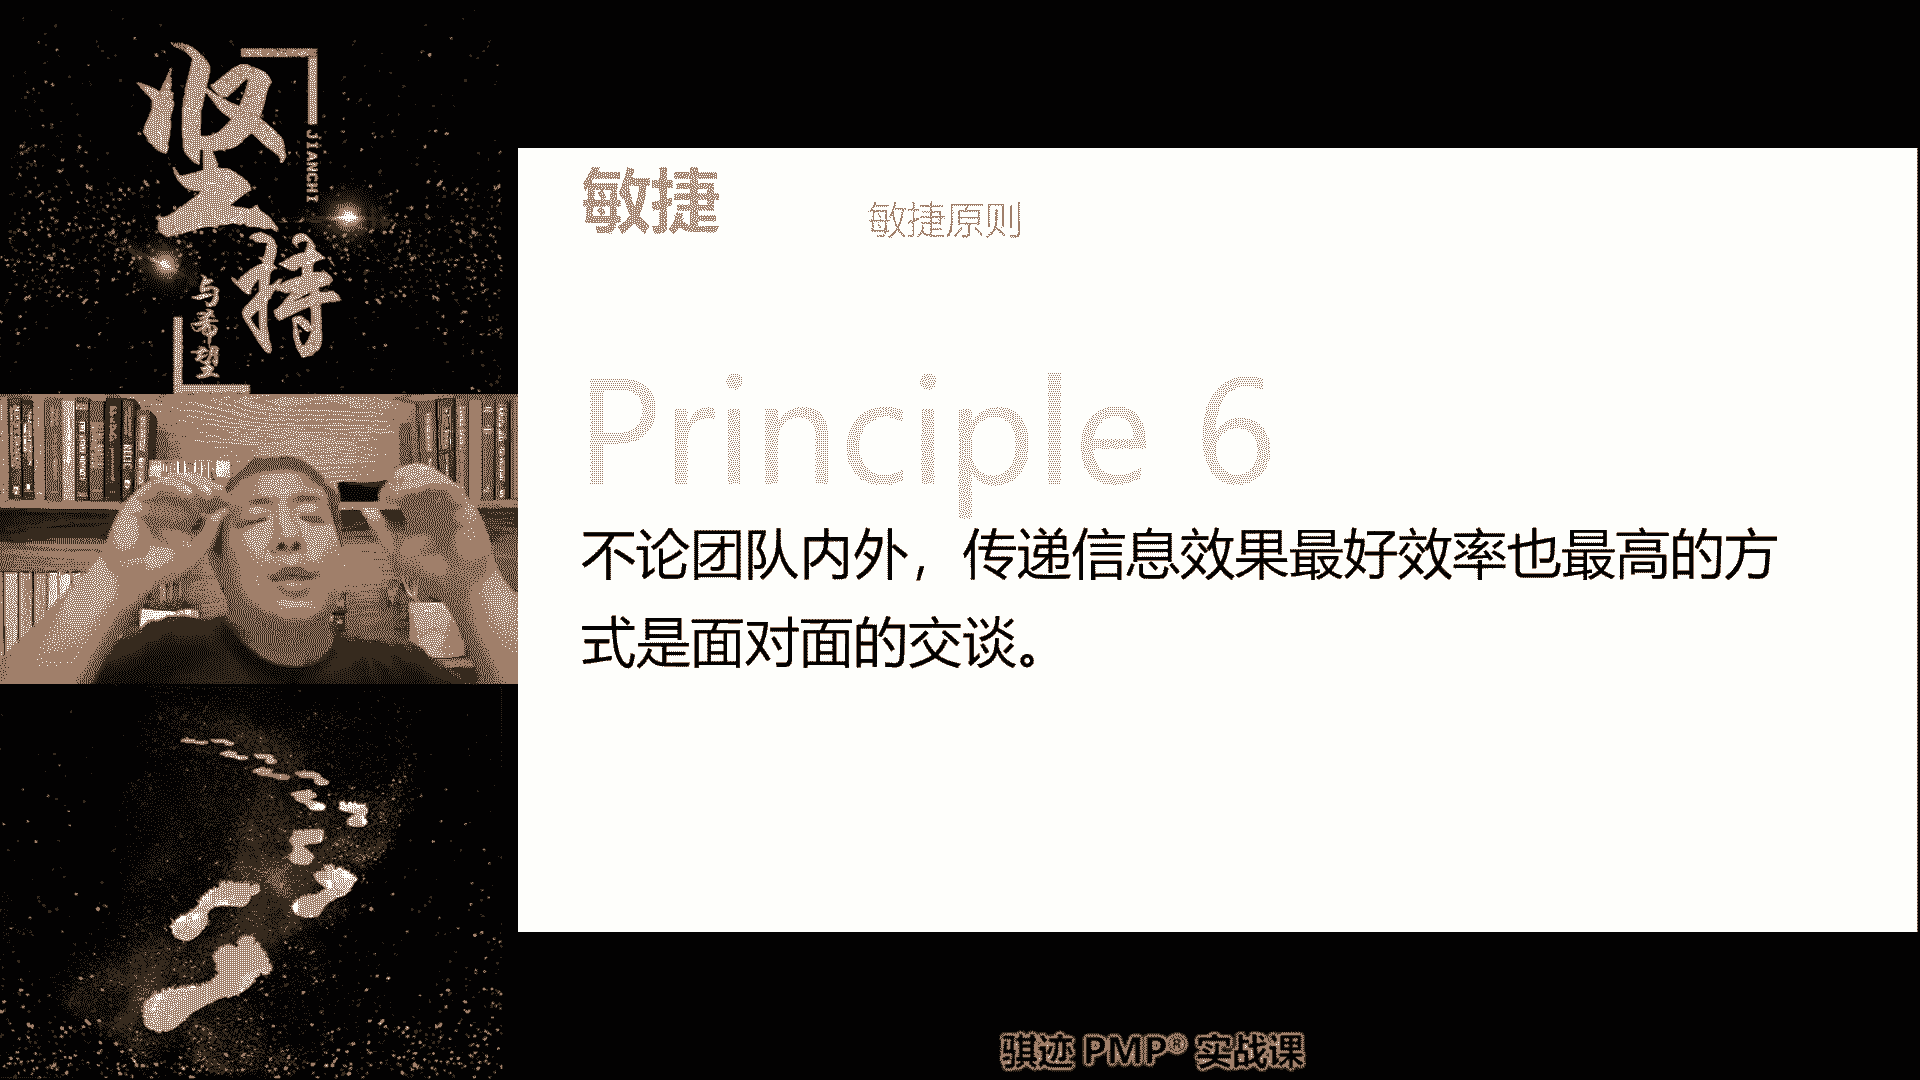 坚持
JIANCHI
与希望
敏捷
敏捷原则
Principle 6
不论团队内外，传递信息效果最好效率也最高的方
式是面对面的交谈。
骐迹 PMP® 实战课